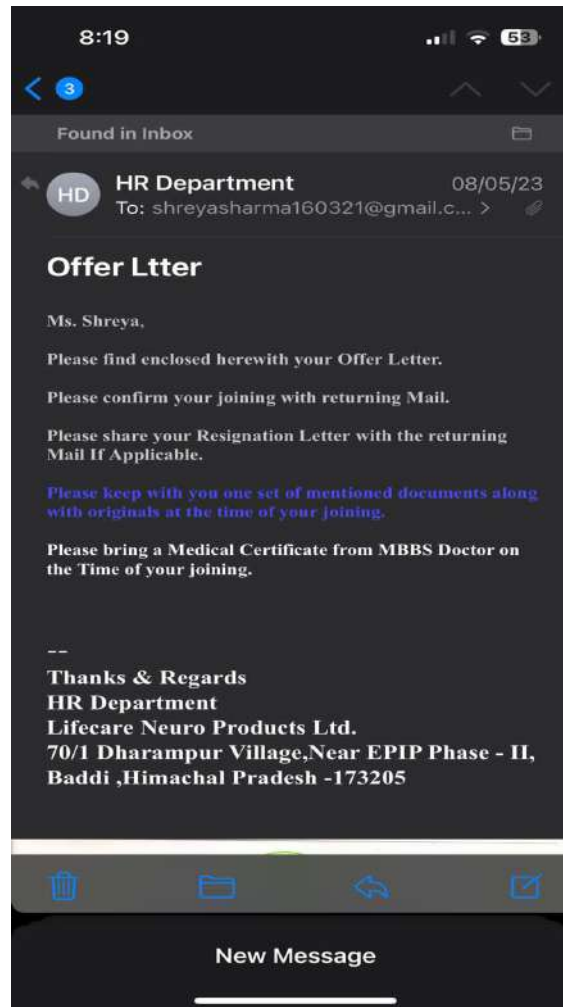 8:19
53
3
Found in Inbox
HD
HR Department
08/05/23
To: shreyasharma160321@gmail.c... >
Offer Ltter
Ms. Shreya,
Please find enclosed herewith your Offer Letter.
Please confirm your joining with returning Mail.
Please share your Resignation Letter with the returning
Mail If Applicable.
Please keep with you one set of mentioned documents along
with originals at the time of your joining.
Please bring a Medical Certificate from MBBS Doctor on
the Time of your joining.
--
Thanks & Regards
HR Department
Lifecare Neuro Products Ltd.
70/1 Dharampur Village,Near EPIP Phase - II,
Baddi ,Himachal Pradesh -173205
New Message